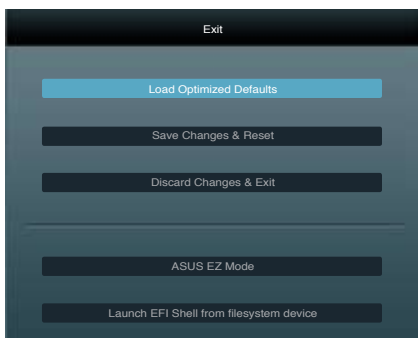 Exit
Load Optimized Defaults
Save Changes & Reset
Discard Changes & Exit
ASUS EZ Mode
Launch EFI Shell from filesystem device